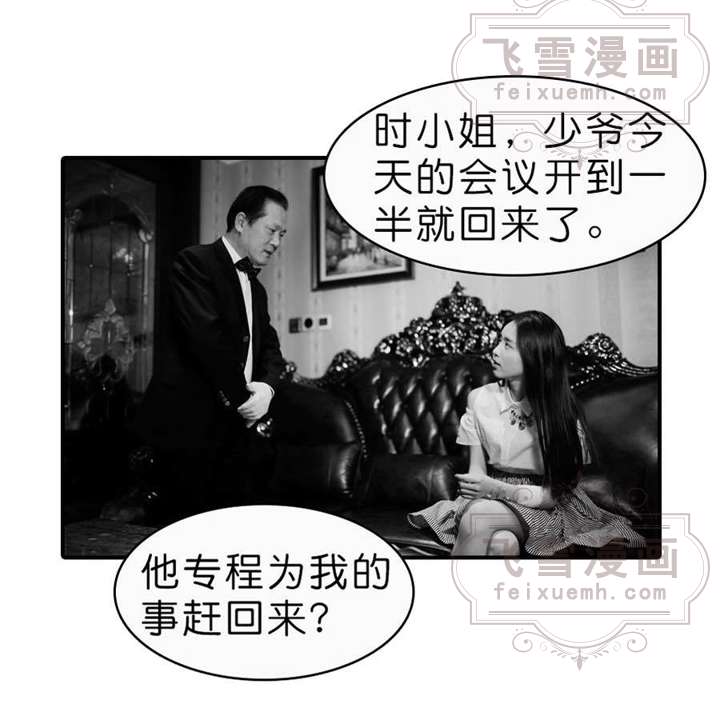 飞雪漫画
feixuemh.com
时小姐，少爷今
天的会议开到一
半就回来了。
他专程为我的
事赶回来？
飞雪漫画
feixuemh.com